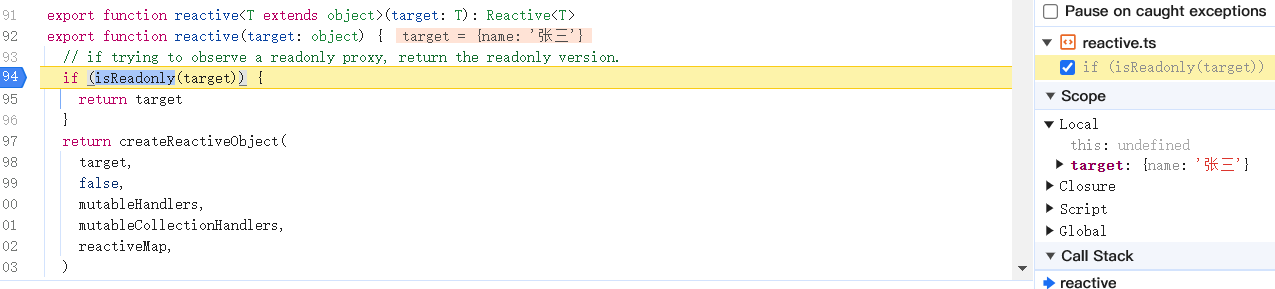 91 export function reactive<T extends object>(target: T): Reactive<T>
92 export function reactive(target: object) { target = {name: '张三'}
93 // if trying to observe a readonly proxy, return the readonly version.
94 if (isReadonly(target)) {
95 return target
96 }
97 return createReactiveObject(
98 target,
99 false,
00 mutableHandlers,
01 mutableCollectionHandlers,
02 reactiveMap,
03 )
Pause on caught exceptions
reactive.ts
if (isReadonly(target))
Scope
Local
this: undefined
target: {name: '张三'}
Closure
Script
Global
Call Stack
reactive